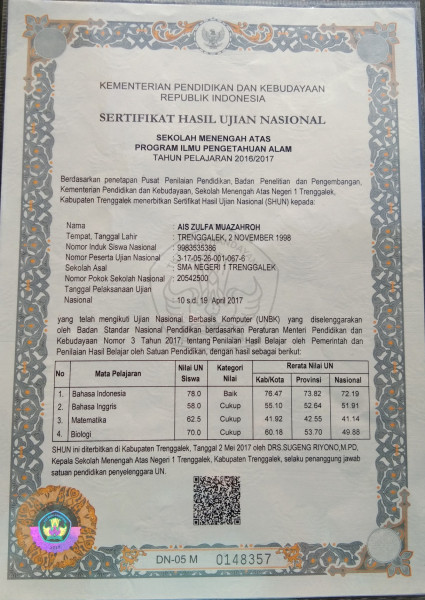 KEMENTERIAN PENDIDIKAN DAN KEBUDAYAAN
REPUBLIK INDONESIA
SERTIFIKAT HASIL UJIAN NASIONAL
SEKOLAH MENENGAH ATAS
PROGRAM ILMU PENGETAHUAN ALAM
TAHUN PELAJARAN 2016/2017
Berdasarkan penetapan Pusat Penilaian Pendidikan, Badan Penelitian dan Pengembangan,
Kementerian Pendidikan dan Kebudayaan, Sekolah Menengah Atas Negeri 1 Trenggalek,
Kabupaten Trenggalek menerbitkan Sertifikat Hasil Ujian Nasional (SHUN) kepada:
Nama : AIS ZULFA MUAZAHROH
Tempat, Tanggal Lahir : TRENGGALEK, 2 NOVEMBER 1998
Nomor Induk Siswa Nasional : 9983535386
Nomor Peserta Ujian Nasional : 3-17-05-26-001-067-6
Sekolah Asal : SMA NEGERI 1 TRENGGALEK
Nomor Pokok Sekolah Nasional : 20542500
Tanggal Pelaksanaan Ujian
Nasional : 10 s.d. 19 April 2017
yang telah mengikuti Ujian Nasional Berbasis Komputer (UNBK) yang diselenggarakan
oleh Badan Standar Nasional Pendidikan berdasarkan Peraturan Menteri Pendidikan dan
Kebudayaan Nomor 3 Tahun 2017, tentang Penilaian Hasil Belajar oleh Pemerintah dan
Penilaian Hasil Belajar oleh Satuan Pendidikan, dengan hasil sebagai berikut:
No Mata Pelajaran Nilai UN Siswa Kategori Nilai Rerata Nilai UN
Kab/Kota Provinsi Nasional
1. Bahasa Indonesia 78.0 Baik 76.47 73.82 72.19
2. Bahasa Inggris 58.0 Cukup 55.10 52.64 51.91
3. Matematika 62.5 Cukup 41.92 42.55 41.14
4. Biologi 70.0 Cukup 60.18 53.70 49.88
SHUN ini diterbitkan di Kabupaten Trenggalek, Tanggal 2 Mei 2017 oleh DRS.SUGENG RIYONO,M.PD,
Kepala Sekolah Menengah Atas Negeri 1 Trenggalek, Kabupaten Trenggalek, selaku penanggung jawab
satuan pendidikan penyelenggara UN.
DN-05 M 0148357